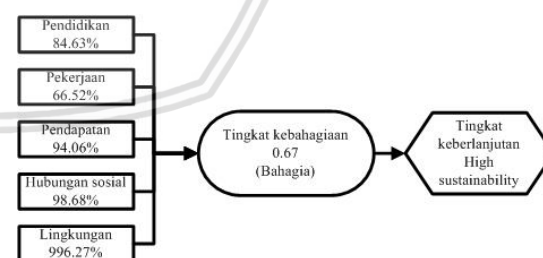 Pendidikan
84.63%
Pekerjaan
66.52%
Pendapatan
94.06%
Hubungan sosial
98.68%
Lingkungan
996.27%
Tingkat kebahagiaan
0.67
(Bahagia)
Tingkat
keberlanjutan
High
sustainability